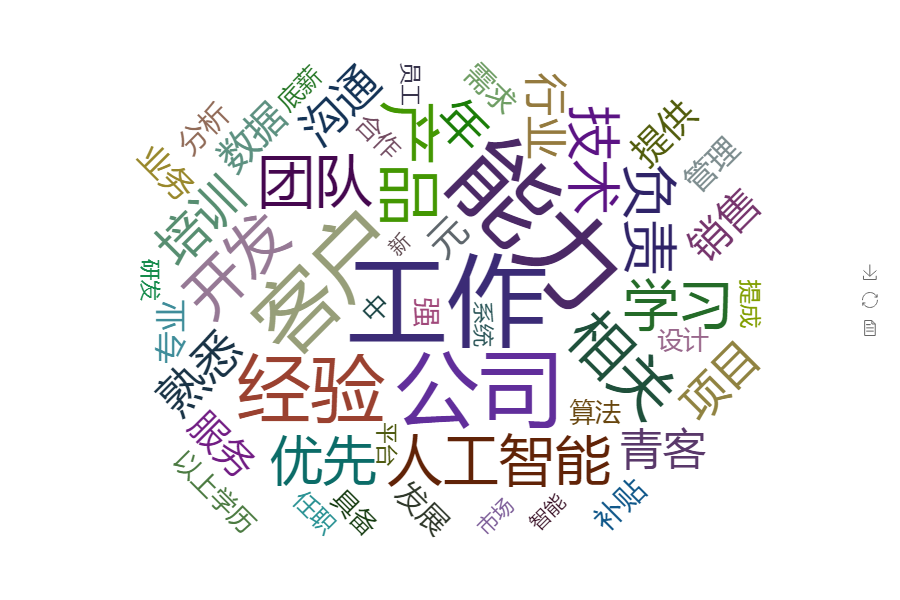 员工
需求
行业
底薪
沟通
年
分析
数据
合作
产品
技术
提供
业务
团队
能力
管理
培训
负责
销售
开发
客户
新
元
研发
工作
中
强
系统
学习
提成
专业
设计
熟悉
经验
公司
相关
项目
算法
服务
优先
平台
人工智能
青客
以上学历
任职
具备
发展
市场
智能
补贴